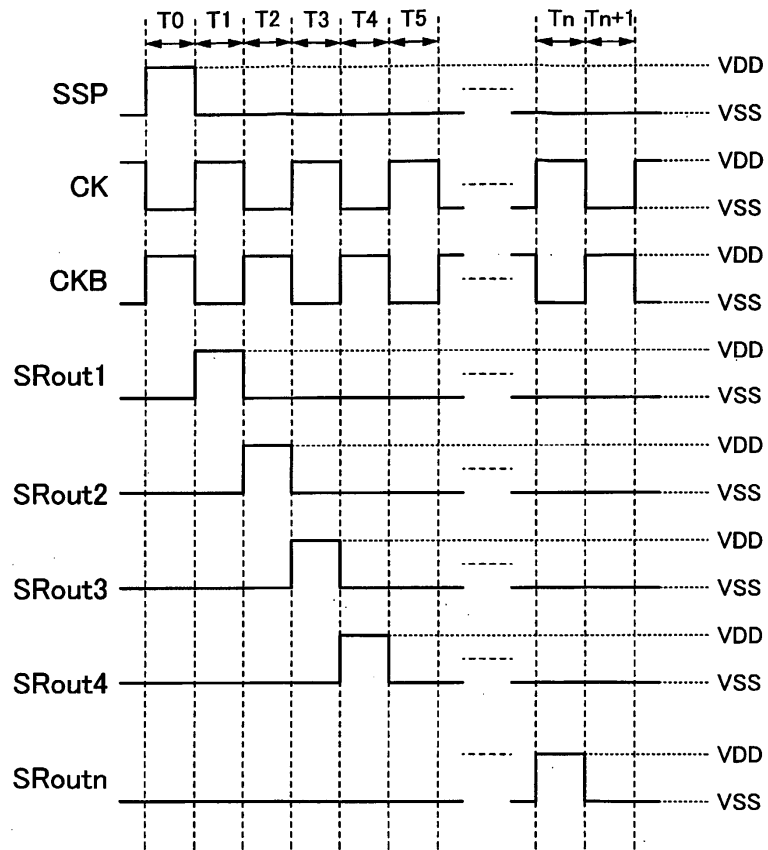 T0 T1 T2 T3 T4 T5 Tn Tn+1
SSP VDD
VSS
CK VDD
VSS
CKB VDD
VSS
SRout1 VDD
VSS
SRout2 VDD
VSS
SRout3 VDD
VSS
SRout4 VDD
VSS
SRoutn VDD
VSS